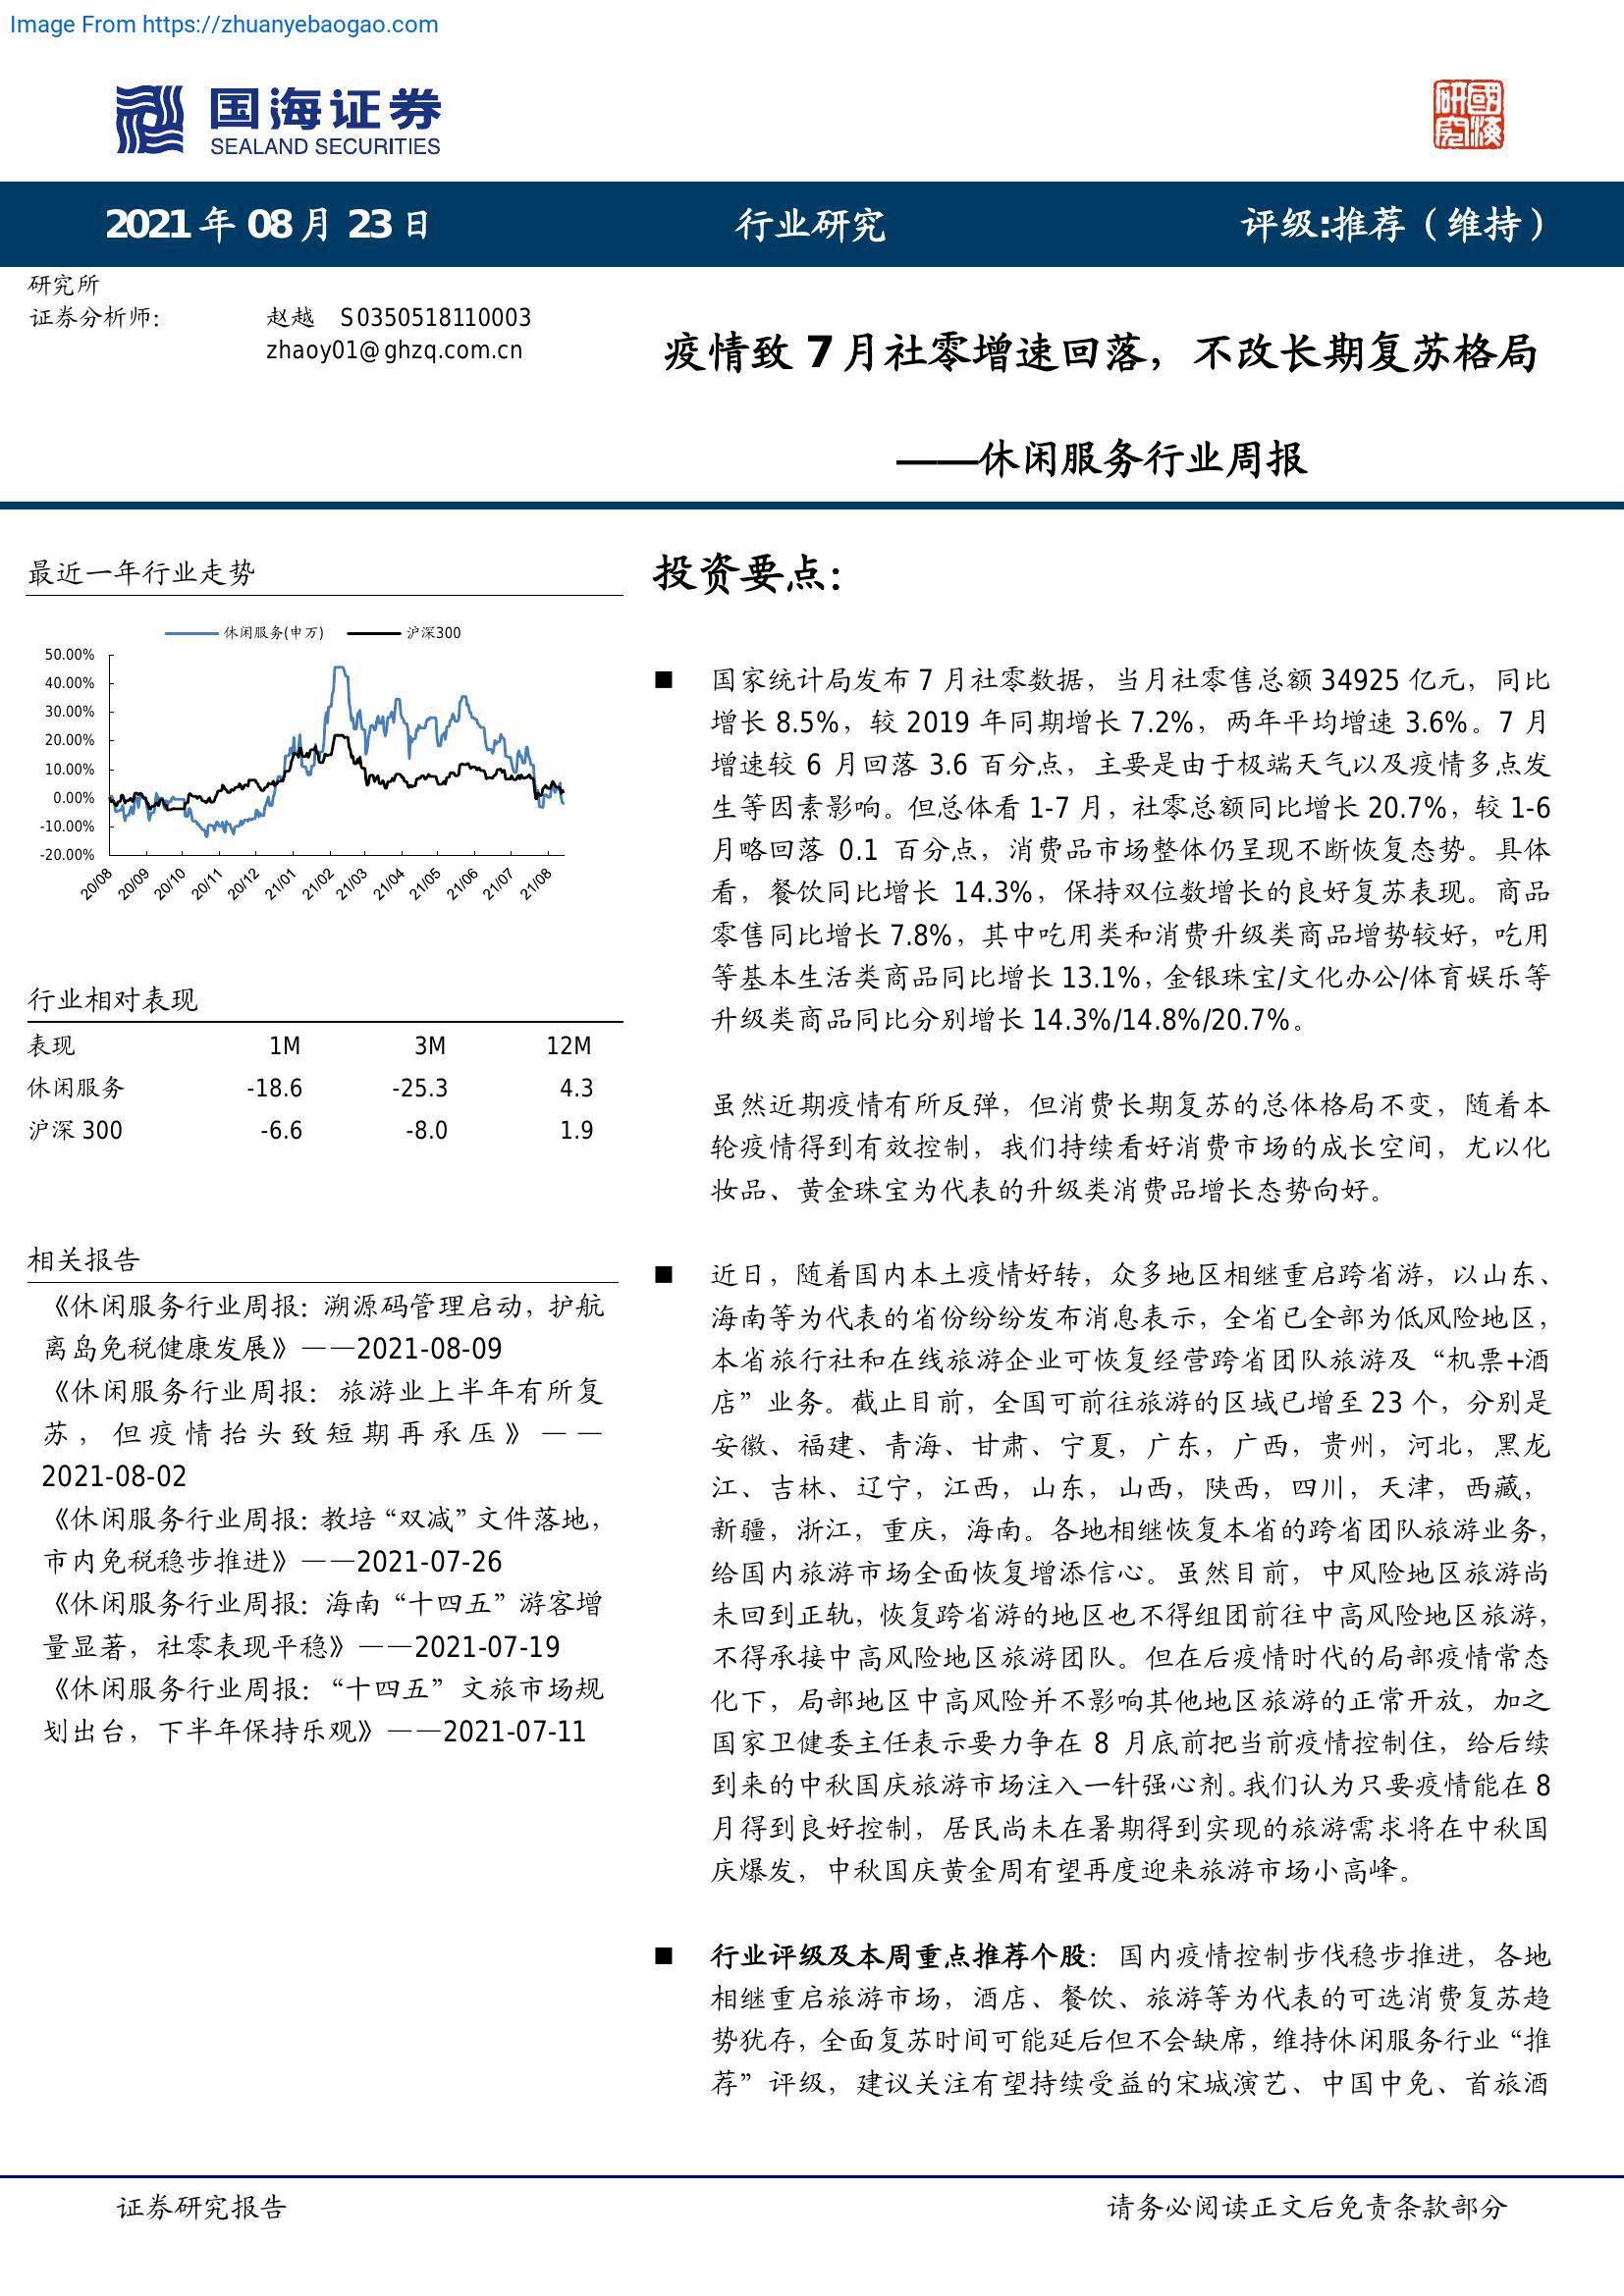 Image From https://zhuanyebaogao.com
国海证券
SEALAND SECURITIES
研究
國海
2021 年 08 月 23 日
行业研究
评级:推荐（维持）
研究所
证券分析师：
赵越 S0350518110003
zhaoy01@ghzq.com.cn
疫情致 7 月社零增速回落，不改长期复苏格局
——休闲服务行业周报
最近一年行业走势
休闲服务(申万) 沪深300
50.00%
40.00%
30.00%
20.00%
10.00%
0.00%
-10.00%
-20.00%
20/08 20/09 20/10 20/11 20/12 21/01 21/02 21/03 21/04 21/05 21/06 21/07 21/08
行业相对表现
表现 1M 3M 12M
休闲服务 -18.6 -25.3 4.3
沪深 300 -6.6 -8.0 1.9
相关报告
《休闲服务行业周报：溯源码管理启动，护航
离岛免税健康发展》——2021-08-09
《休闲服务行业周报：旅游业上半年有所复
苏，但疫情抬头致短期再承压》——
2021-08-02
《休闲服务行业周报：教培“双减”文件落地，
市内免税稳步推进》——2021-07-26
《休闲服务行业周报：海南“十四五”游客增
量显著，社零表现平稳》——2021-07-19
《休闲服务行业周报：“十四五”文旅市场规
划出台，下半年保持乐观》——2021-07-11
投资要点：
■ 国家统计局发布 7 月社零数据，当月社零售总额 34925 亿元，同比
增长 8.5%，较 2019 年同期增长 7.2%，两年平均增速 3.6%。7 月
增速较 6 月回落 3.6 百分点，主要是由于极端天气以及疫情多点发
生等因素影响。但总体看 1-7 月，社零总额同比增长 20.7%，较 1-6
月略回落 0.1 百分点，消费品市场整体仍呈现不断恢复态势。具体
看，餐饮同比增长 14.3%，保持双位数增长的良好复苏表现。商品
零售同比增长 7.8%，其中吃用类和消费升级类商品增势较好，吃用
等基本生活类商品同比增长 13.1%，金银珠宝/文化办公/体育娱乐等
升级类商品同比分别增长 14.3%/14.8%/20.7%。
虽然近期疫情有所反弹，但消费长期复苏的总体格局不变，随着本
轮疫情得到有效控制，我们持续看好消费市场的成长空间，尤以化
妆品、黄金珠宝为代表的升级类消费品增长态势向好。
■ 近日，随着国内本土疫情好转，众多地区相继重启跨省游，以山东、
海南等为代表的省份纷纷发布消息表示，全省已全部为低风险地区，
本省旅行社和在线旅游企业可恢复经营跨省团队旅游及“机票+酒
店”业务。截止目前，全国可前往旅游的区域已增至 23 个，分别是
安徽、福建、青海、甘肃、宁夏，广东，广西，贵州，河北，黑龙
江、吉林、辽宁，江西，山东，山西，陕西，四川，天津，西藏，
新疆，浙江，重庆，海南。各地相继恢复本省的跨省团队旅游业务，
给国内旅游市场全面恢复增添信心。虽然目前，中风险地区旅游尚
未回到正轨，恢复跨省游的地区也不得组团前往中高风险地区旅游，
不得承接中高风险地区旅游团队。但在后疫情时代的局部疫情常态
化下，局部地区中高风险并不影响其他地区旅游的正常开放，加之
国家卫健委主任表示要力争在 8 月底前把当前疫情控制住，给后续
到来的中秋国庆旅游市场注入一针强心剂。我们认为只要疫情能在 8
月得到良好控制，居民尚未在暑期得到实现的旅游需求将在中秋国
庆爆发，中秋国庆黄金周有望再度迎来旅游市场小高峰。
■ 行业评级及本周重点推荐个股：国内疫情控制步伐稳步推进，各地
相继重启旅游市场，酒店、餐饮、旅游等为代表的可选消费复苏趋
势犹存，全面复苏时间可能延后但不会缺席，维持休闲服务行业“推
荐”评级，建议关注有望持续受益的宋城演艺、中国中免、首旅酒
证券研究报告
请务必阅读正文后免责条款部分